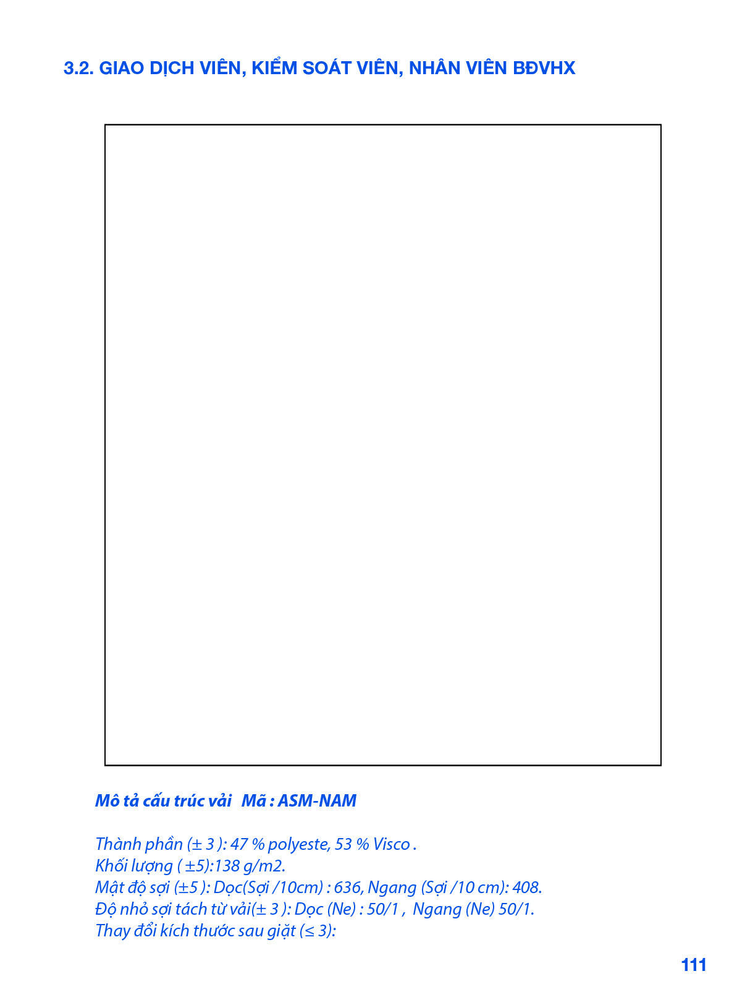 3.2. GIAO DỊCH VIÊN, KIỂM SOÁT VIÊN, NHÂN VIÊN BĐVHX
Mô tả cấu trúc vải Mã : ASM-NAM
Thành phần (± 3 ): 47 % polyeste, 53 % Visco .
Khối lượng ( ±5):138 g/m2.
Mật độ sợi (±5 ): Dọc(Sợi /10cm) : 636, Ngang (Sợi /10 cm): 408.
Độ nhỏ sợi tách từ vải(± 3 ): Dọc (Ne) : 50/1 , Ngang (Ne) 50/1.
Thay đổi kích thước sau giặt (≤ 3):
111